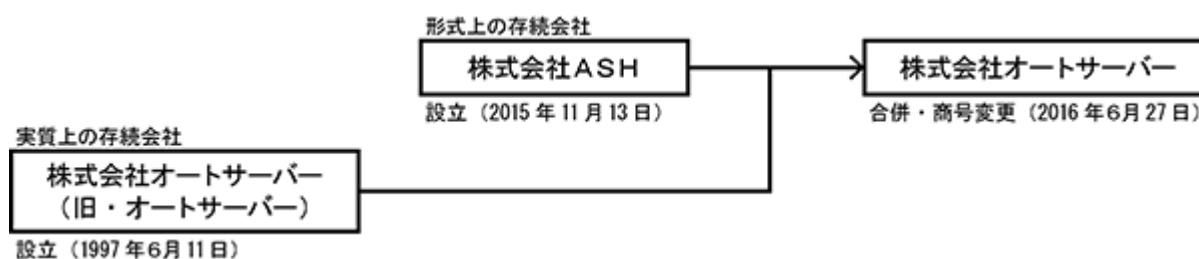 形式上の存続会社
株式会社ASH
株式会社オートサーバー
設立（2015年11月13日）
合併・商号変更（2016年6月27日）
実質上の存続会社
株式会社オートサーバー
（旧・オートサーバー）
設立（1997年6月11日）